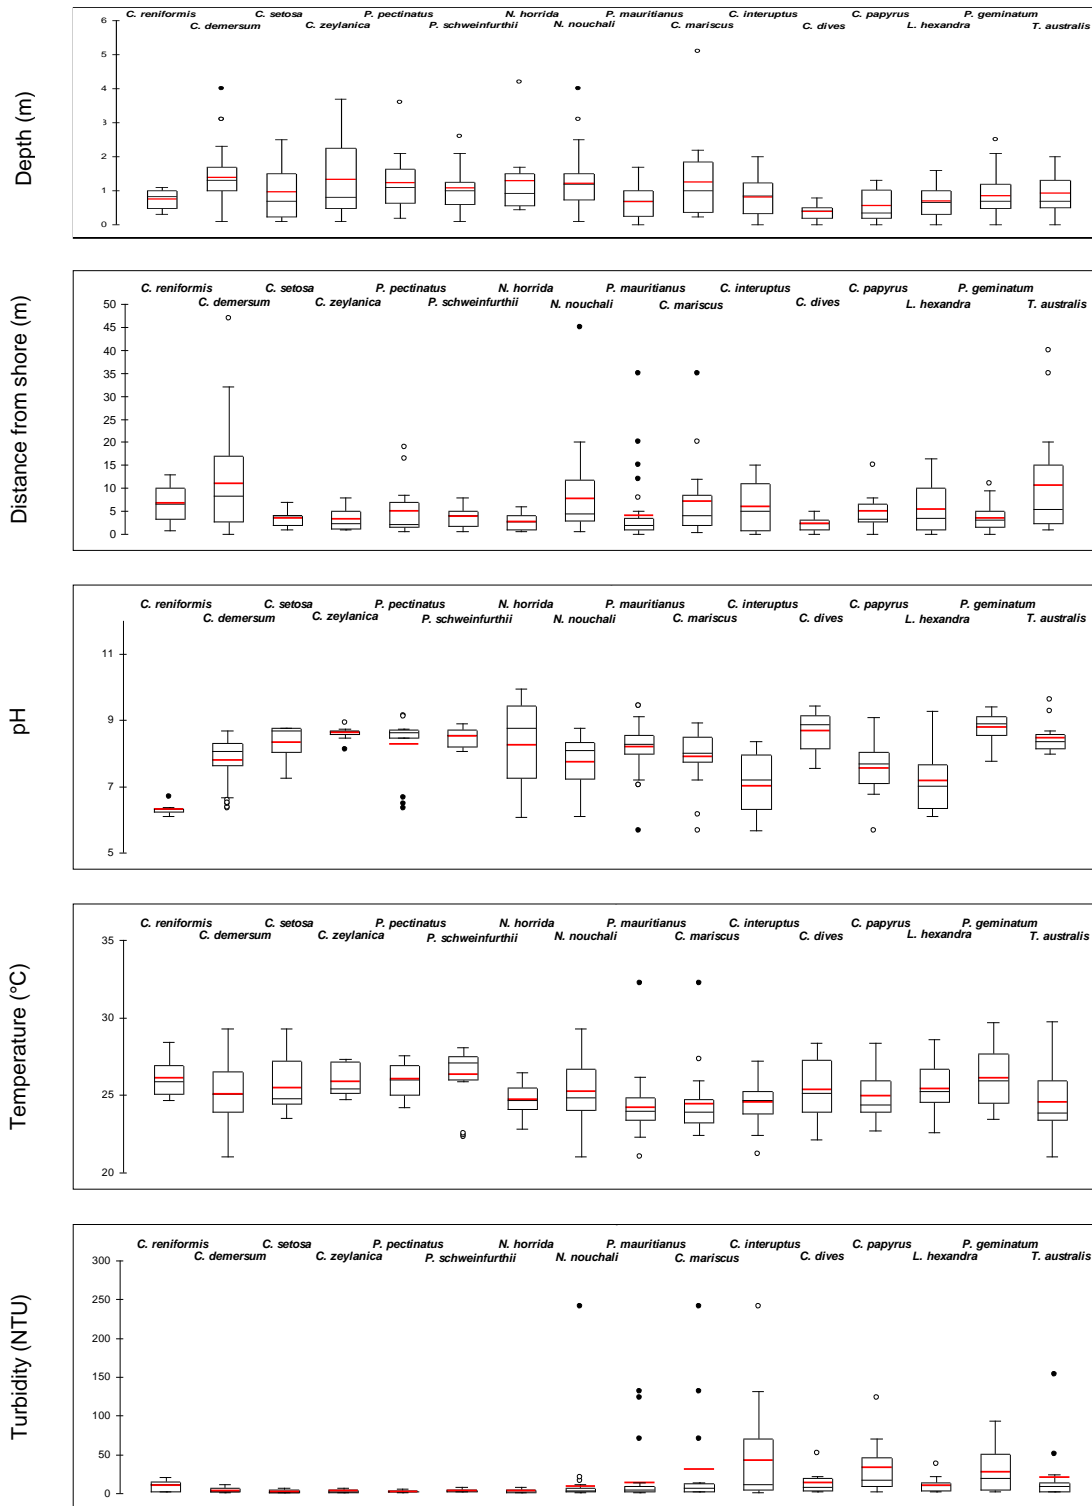 C. reniformis C. setosa P. pectinatus N. horrida P. mauritianus C. interuptus C. papyrus P. geminatum
C. demersum C. zeylanica P. schweinfurthii N. nouchali C. mariscus C. dives L. hexandra T. australis
Depth (m)
6
5
4
3
2
1
0
C. reniformis C. setosa P. pectinatus N. horrida P. mauritianus C. interuptus C. papyrus P. geminatum
C. demersum C. zeylanica P. schweinfurthii N. nouchali C. mariscus C. dives L. hexandra T. australis
Distance from shore (m)
50
45
40
35
30
25
20
15
10
5
0
C. reniformis C. setosa P. pectinatus N. horrida P. mauritianus C. interuptus C. papyrus P. geminatum
C. demersum C. zeylanica P. schweinfurthii N. nouchali C. mariscus C. dives L. hexandra T. australis
pH
11
9
7
5
C. reniformis C. setosa P. pectinatus N. horrida P. mauritianus C. interuptus C. papyrus P. geminatum
C. demersum C. zeylanica P. schweinfurthii N. nouchali C. mariscus C. dives L. hexandra T. australis
Temperature (°C)
35
30
25
20
C. reniformis C. setosa P. pectinatus N. horrida P. mauritianus C. interuptus C. papyrus P. geminatum
C. demersum C. zeylanica P. schweinfurthii N. nouchali C. mariscus C. dives L. hexandra T. australis
Turbidity (NTU)
300
250
200
150
100
50
0